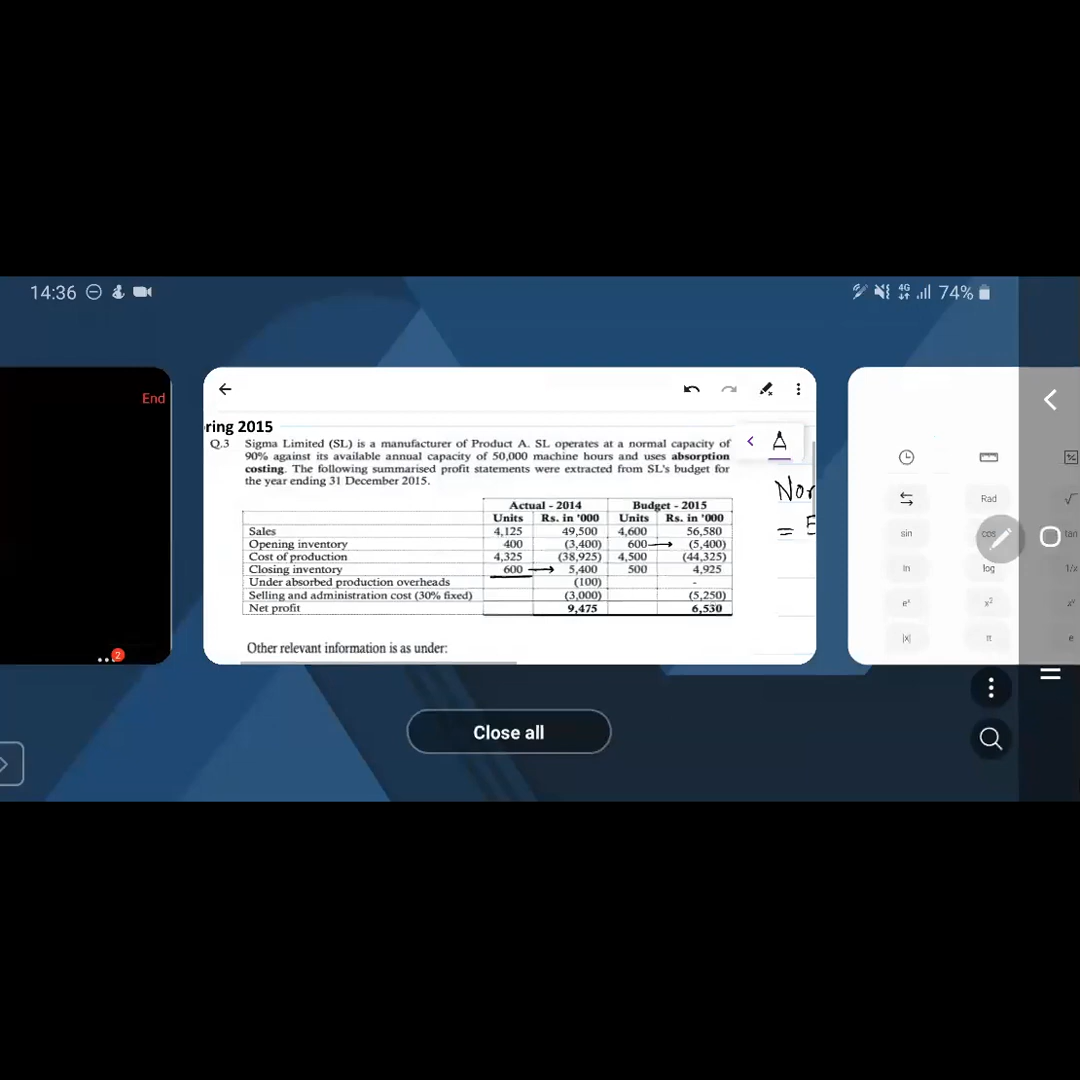 14:36 4G 74%
End
ring 2015
Q.3 Sigma Limited (SL) is a manufacturer of Product A. SL operates at a normal capacity of
90% against its available annual capacity of 50,000 machine hours and uses absorption
costing. The following summarised profit statements were extracted from SL's budget for
the year ending 31 December 2015.
Actual - 2014 Budget - 2015
Units Rs. in '000 Units Rs. in '000
Sales 4,125 49,500 4,600 56,580
Opening inventory 400 (3,400) 600 → (5,400)
Cost of production 4,325 (38,925) 4,500 (44,325)
Closing inventory 600 → 5,400 500 4,925
Under absorbed production overheads (100) -
Selling and administration cost (30% fixed) (3,000) (5,250)
Net profit 9,475 6,530
Other relevant information is as under:
A
Nor
= E
Rad
sin cos tan
ln log 1/x
eˣ x² xʸ
|x| π e
2
Close all